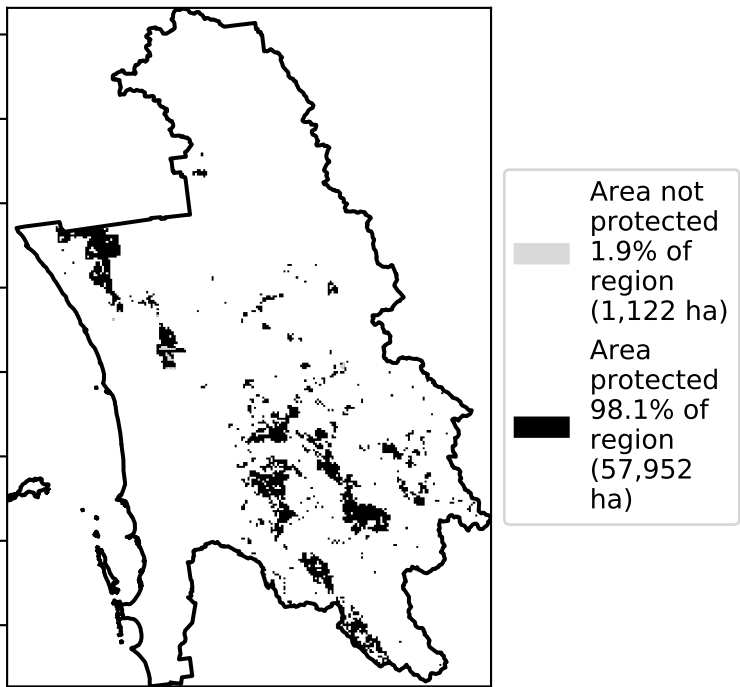 Area not
protected
1.9% of
region
(1,122 ha)
Area
protected
98.1% of
region
(57,952
ha)